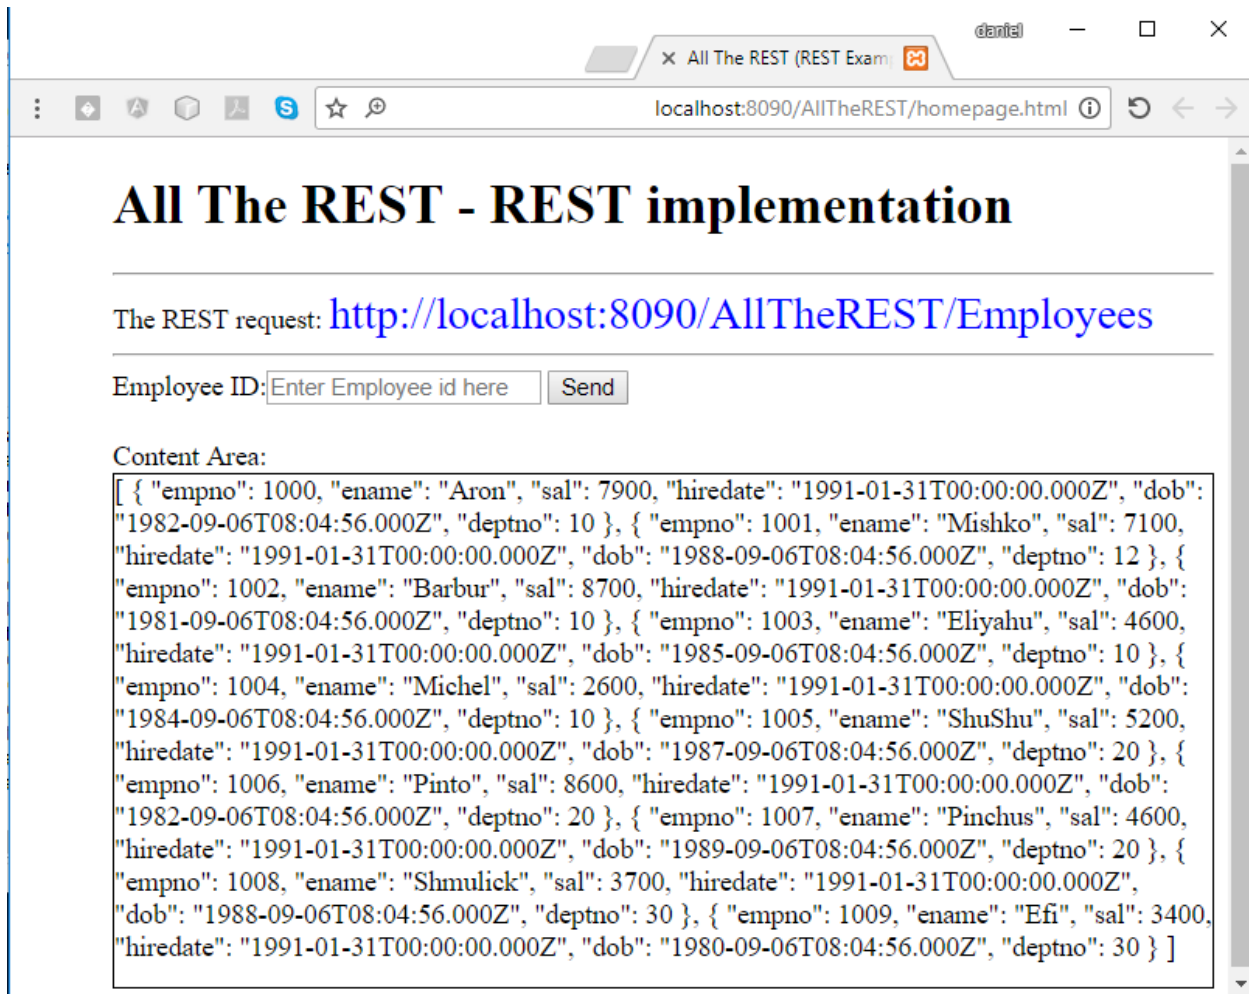 daniel
All The REST (REST Exam
localhost:8090/AllTheREST/homepage.html
All The REST - REST implementation
The REST request: http://localhost:8090/AllTheREST/Employees
Employee ID: Enter Employee id here Send
Content Area:
[ { "empno": 1000, "ename": "Aron", "sal": 7900, "hiredate": "1991-01-31T00:00:00.000Z", "dob":
"1982-09-06T08:04:56.000Z", "deptno": 10 }, { "empno": 1001, "ename": "Mishko", "sal": 7100,
"hiredate": "1991-01-31T00:00:00.000Z", "dob": "1988-09-06T08:04:56.000Z", "deptno": 12 }, {
"empno": 1002, "ename": "Barbur", "sal": 8700, "hiredate": "1991-01-31T00:00:00.000Z", "dob":
"1981-09-06T08:04:56.000Z", "deptno": 10 }, { "empno": 1003, "ename": "Eliyahu", "sal": 4600,
"hiredate": "1991-01-31T00:00:00.000Z", "dob": "1985-09-06T08:04:56.000Z", "deptno": 10 }, {
"empno": 1004, "ename": "Michel", "sal": 2600, "hiredate": "1991-01-31T00:00:00.000Z", "dob":
"1984-09-06T08:04:56.000Z", "deptno": 10 }, { "empno": 1005, "ename": "ShuShu", "sal": 5200,
"hiredate": "1991-01-31T00:00:00.000Z", "dob": "1987-09-06T08:04:56.000Z", "deptno": 20 }, {
"empno": 1006, "ename": "Pinto", "sal": 8600, "hiredate": "1991-01-31T00:00:00.000Z", "dob":
"1982-09-06T08:04:56.000Z", "deptno": 20 }, { "empno": 1007, "ename": "Pinchus", "sal": 4600,
"hiredate": "1991-01-31T00:00:00.000Z", "dob": "1989-09-06T08:04:56.000Z", "deptno": 20 }, {
"empno": 1008, "ename": "Shmulick", "sal": 3700, "hiredate": "1991-01-31T00:00:00.000Z",
"dob": "1988-09-06T08:04:56.000Z", "deptno": 30 }, { "empno": 1009, "ename": "Efi", "sal": 3400,
"hiredate": "1991-01-31T00:00:00.000Z", "dob": "1980-09-06T08:04:56.000Z", "deptno": 30 } ]